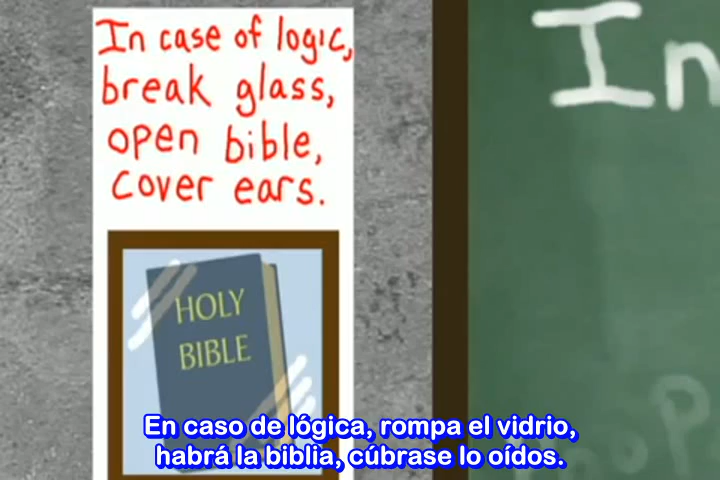 In case of logic,
break glass,
open bible,
cover ears.
In
HOLY
BIBLE
En caso de lógica, rompa el vidrio,
habrá la biblia, cúbrase lo oídos.